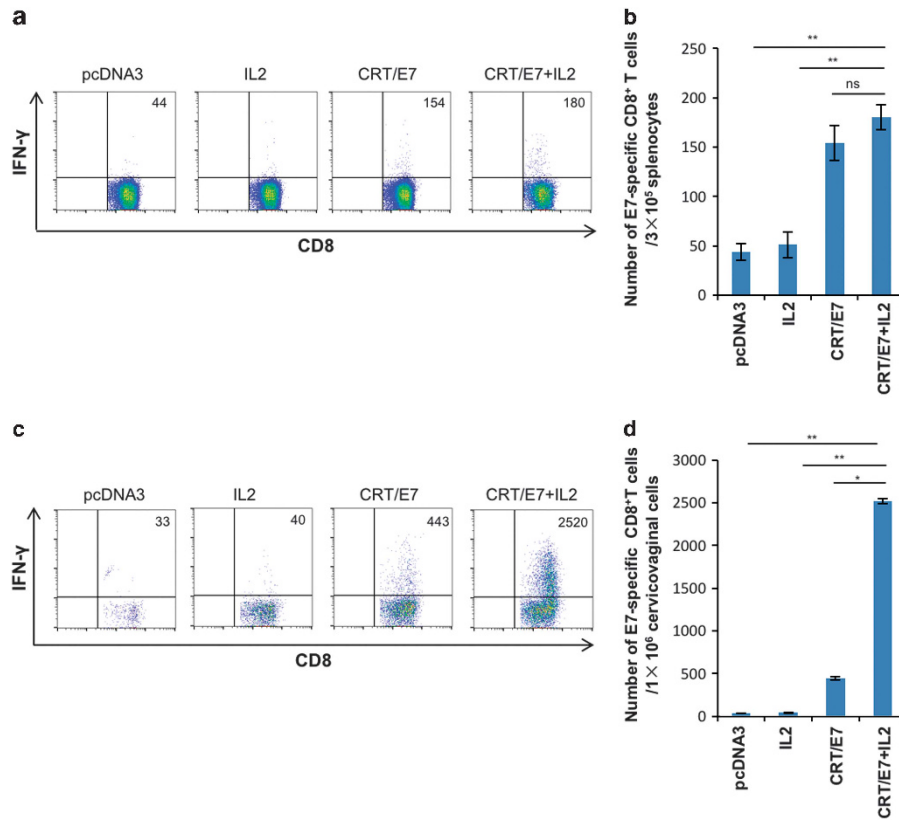 a
pcDNA3 IL2 CRT/E7 CRT/E7+IL2
44 154 180
IFN-γ
CD8
b
Number of E7-specific CD8⁺ T cells
/3×10⁵ splenocytes
**
**
ns
250
200
150
100
50
0
pcDNA3
IL2
CRT/E7
CRT/E7+IL2
c
pcDNA3 IL2 CRT/E7 CRT/E7+IL2
33 40 443 2520
IFN-γ
CD8
d
Number of E7-specific CD8⁺T cells
/1×10⁶ cervicovaginal cells
**
**
*
3000
2500
2000
1500
1000
500
0
pcDNA3
IL2
CRT/E7
CRT/E7+IL2